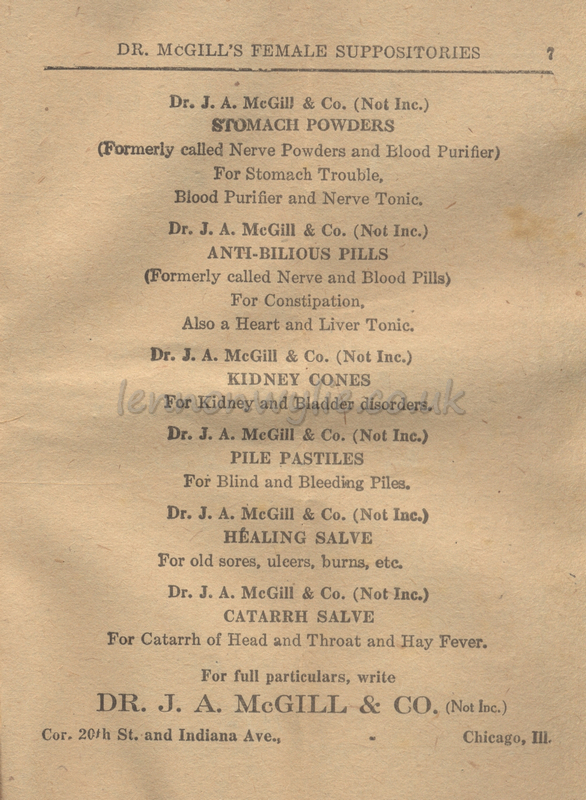 DR. McGILL'S FEMALE SUPPOSITORIES 7
Dr. J. A. McGill & Co. (Not Inc.)
STOMACH POWDERS
(Formerly called Nerve Powders and Blood Purifier)
For Stomach Trouble,
Blood Purifier and Nerve Tonic.
Dr. J. A. McGill & Co. (Not Inc.)
ANTI-BILIOUS PILLS
(Formerly called Nerve and Blood Pills)
For Constipation,
Also a Heart and Liver Tonic.
Dr. J. A. McGill & Co. (Not Inc.)
KIDNEY CONES
lennonwylie.co.uk
For Kidney and Bladder disorders.
Dr. J. A. McGill & Co. (Not Inc.)
PILE PASTILES
For Blind and Bleeding Piles.
Dr. J. A. McGill & Co. (Not Inc.)
HEALING SALVE
For old sores, ulcers, burns, etc.
Dr. J. A. McGill & Co. (Not Inc.)
CATARRH SALVE
For Catarrh of Head and Throat and Hay Fever.
For full particulars, write
DR. J. A. McGILL & CO. (Not Inc.)
Cor. 20th St. and Indiana Ave., - Chicago, Ill.